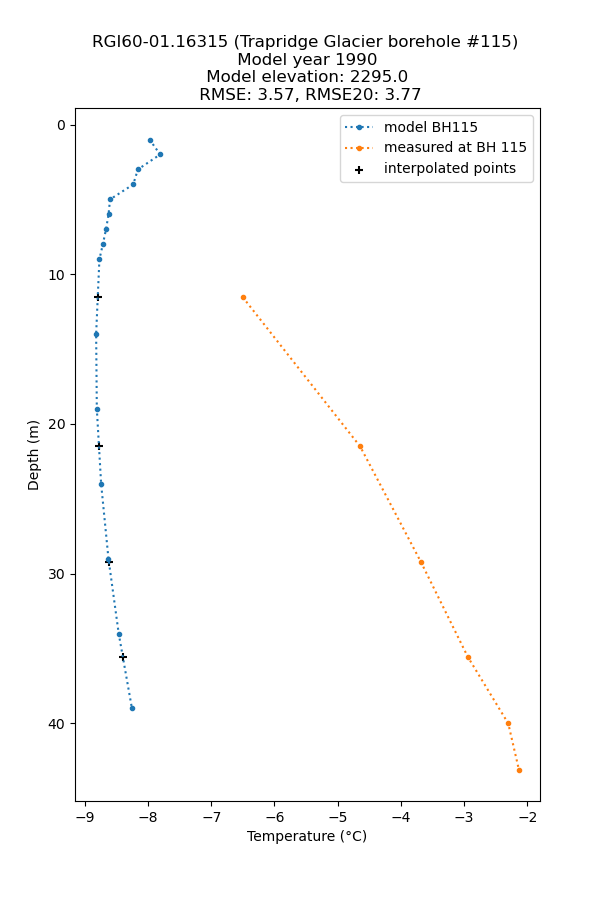 RGI60-01.16315 (Trapridge Glacier borehole #115)
Model year 1990
Model elevation: 2295.0
RMSE: 3.57, RMSE20: 3.77
model BH115
measured at BH 115
interpolated points
0
10
20
30
40
Depth (m)
−9
−8
−7
−6
−5
−4
−3
−2
Temperature (°C)